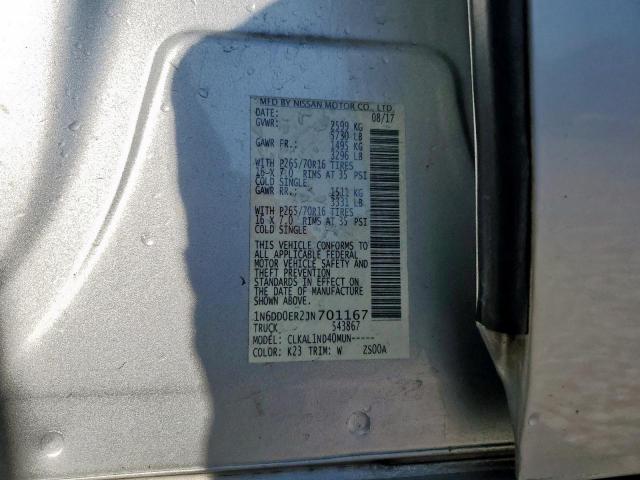 MFD BY NISSAN MOTOR CO., LTD
DATE: 08/17
GVWR: 2599 KG
5730 LB
GAWR FR.: 1495 KG
3296 LB
WITH P265/70R16 TIRES
16 X 7.0 RIMS AT 35 PSI
COLD SINGLE
GAWR RR.: 1511 KG
3331 LB
WITH P265/70R16 TIRES
16 X 7.0 RIMS AT 35 PSI
COLD SINGLE
THIS VEHICLE CONFORMS TO
ALL APPLICABLE FEDERAL
MOTOR VEHICLE SAFETY AND
THEFT PREVENTION
STANDARDS IN EFFECT ON
THE DATE OF MANUFACTURE
SHOWN ABOVE.
1N6DD0ER2JN701167
TRUCK 543867
MODEL: CLKAL1ND40MUN-----
COLOR: K23 TRIM: W ZS00A